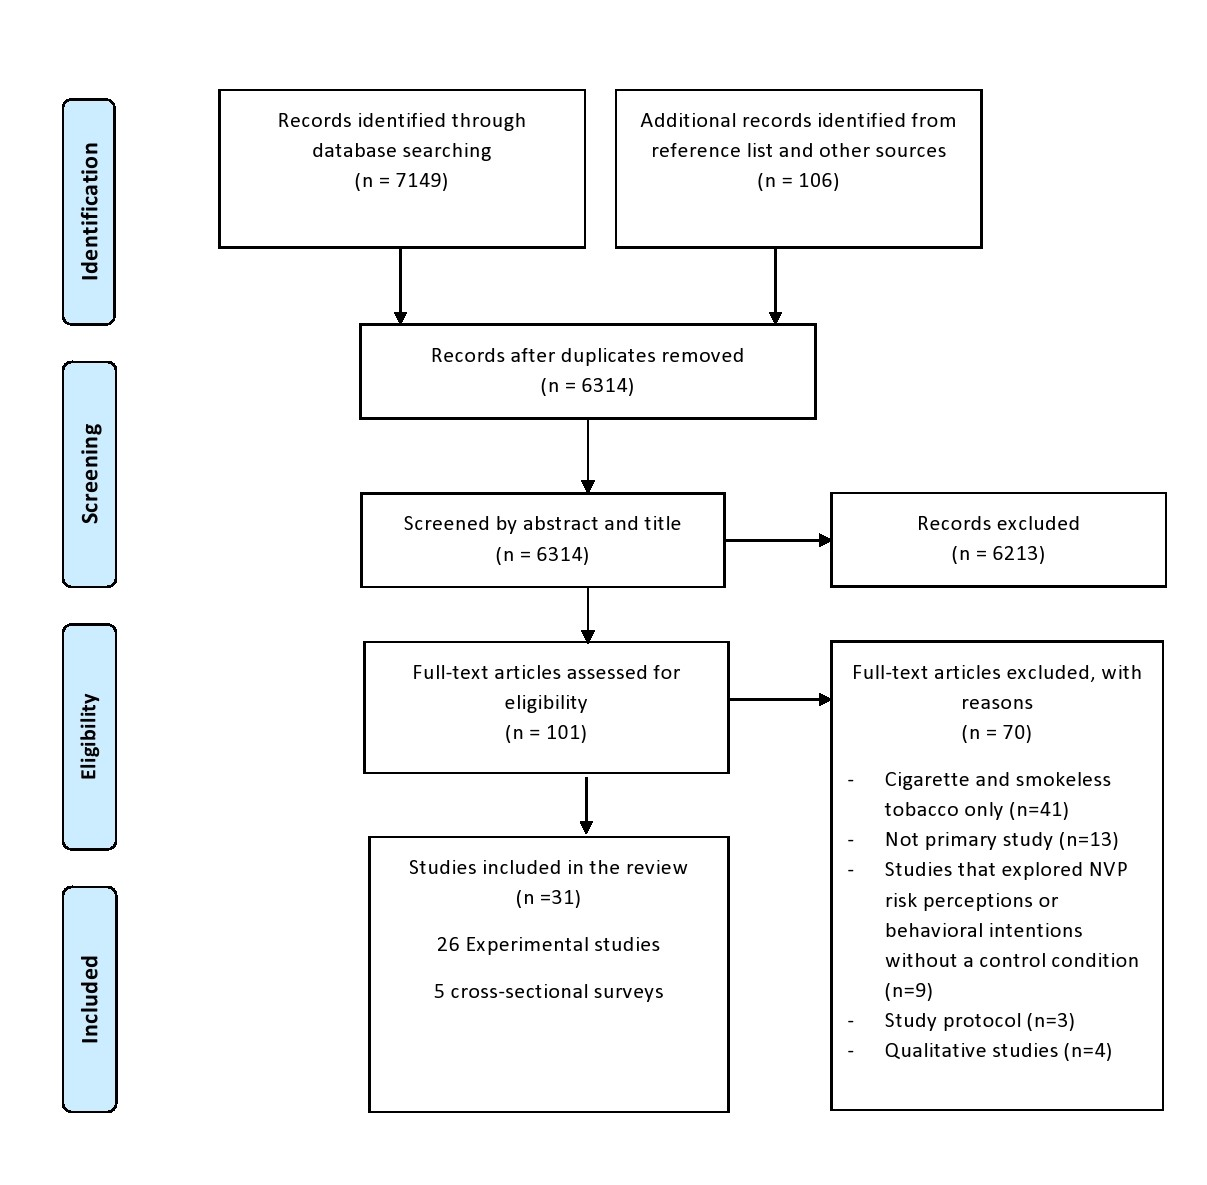 Identification
Records identified through
database searching
(n = 7149)
Additional records identified from
reference list and other sources
(n = 106)
Records after duplicates removed
(n = 6314)
Screening
Screened by abstract and title
(n = 6314)
Records excluded
(n = 6213)
Eligibility
Full-text articles assessed for
eligibility
(n = 101)
Full-text articles excluded, with
reasons
(n = 70)
- Cigarette and smokeless
tobacco only (n=41)
- Not primary study (n=13)
- Studies that explored NVP
risk perceptions or
behavioral intentions
without a control condition
(n=9)
- Study protocol (n=3)
- Qualitative studies (n=4)
Included
Studies included in the review
(n =31)
26 Experimental studies
5 cross-sectional surveys